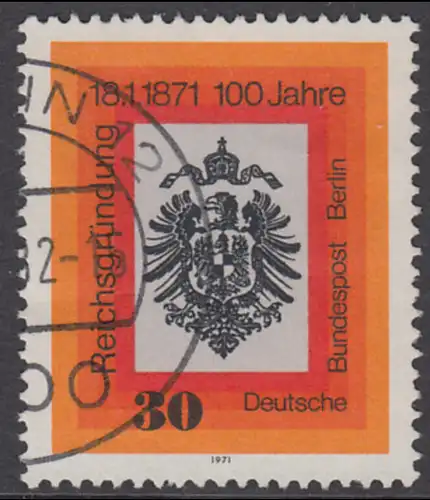 18.1.1871 100 Jahre
Reichsgründung
Deutsche
Bundespost Berlin
30
1971